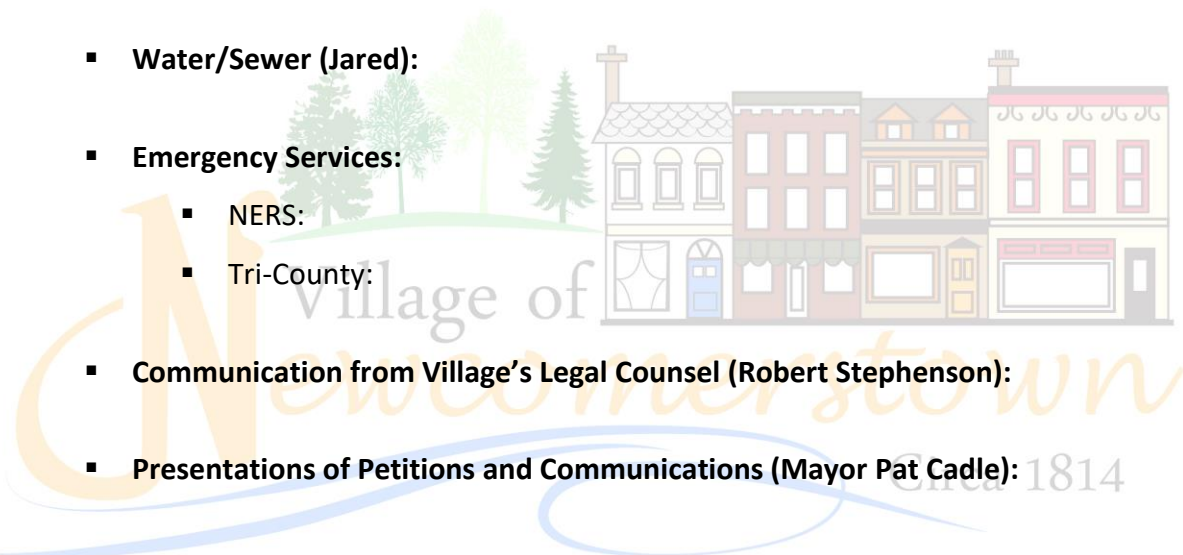 ▪ Water/Sewer (Jared):
▪ Emergency Services:
▪ NERS:
▪ Tri-County:
Village of
▪ Communication from Village’s Legal Counsel (Robert Stephenson):
Newcomerstown
▪ Presentations of Petitions and Communications (Mayor Pat Cadle):
Circa 1814